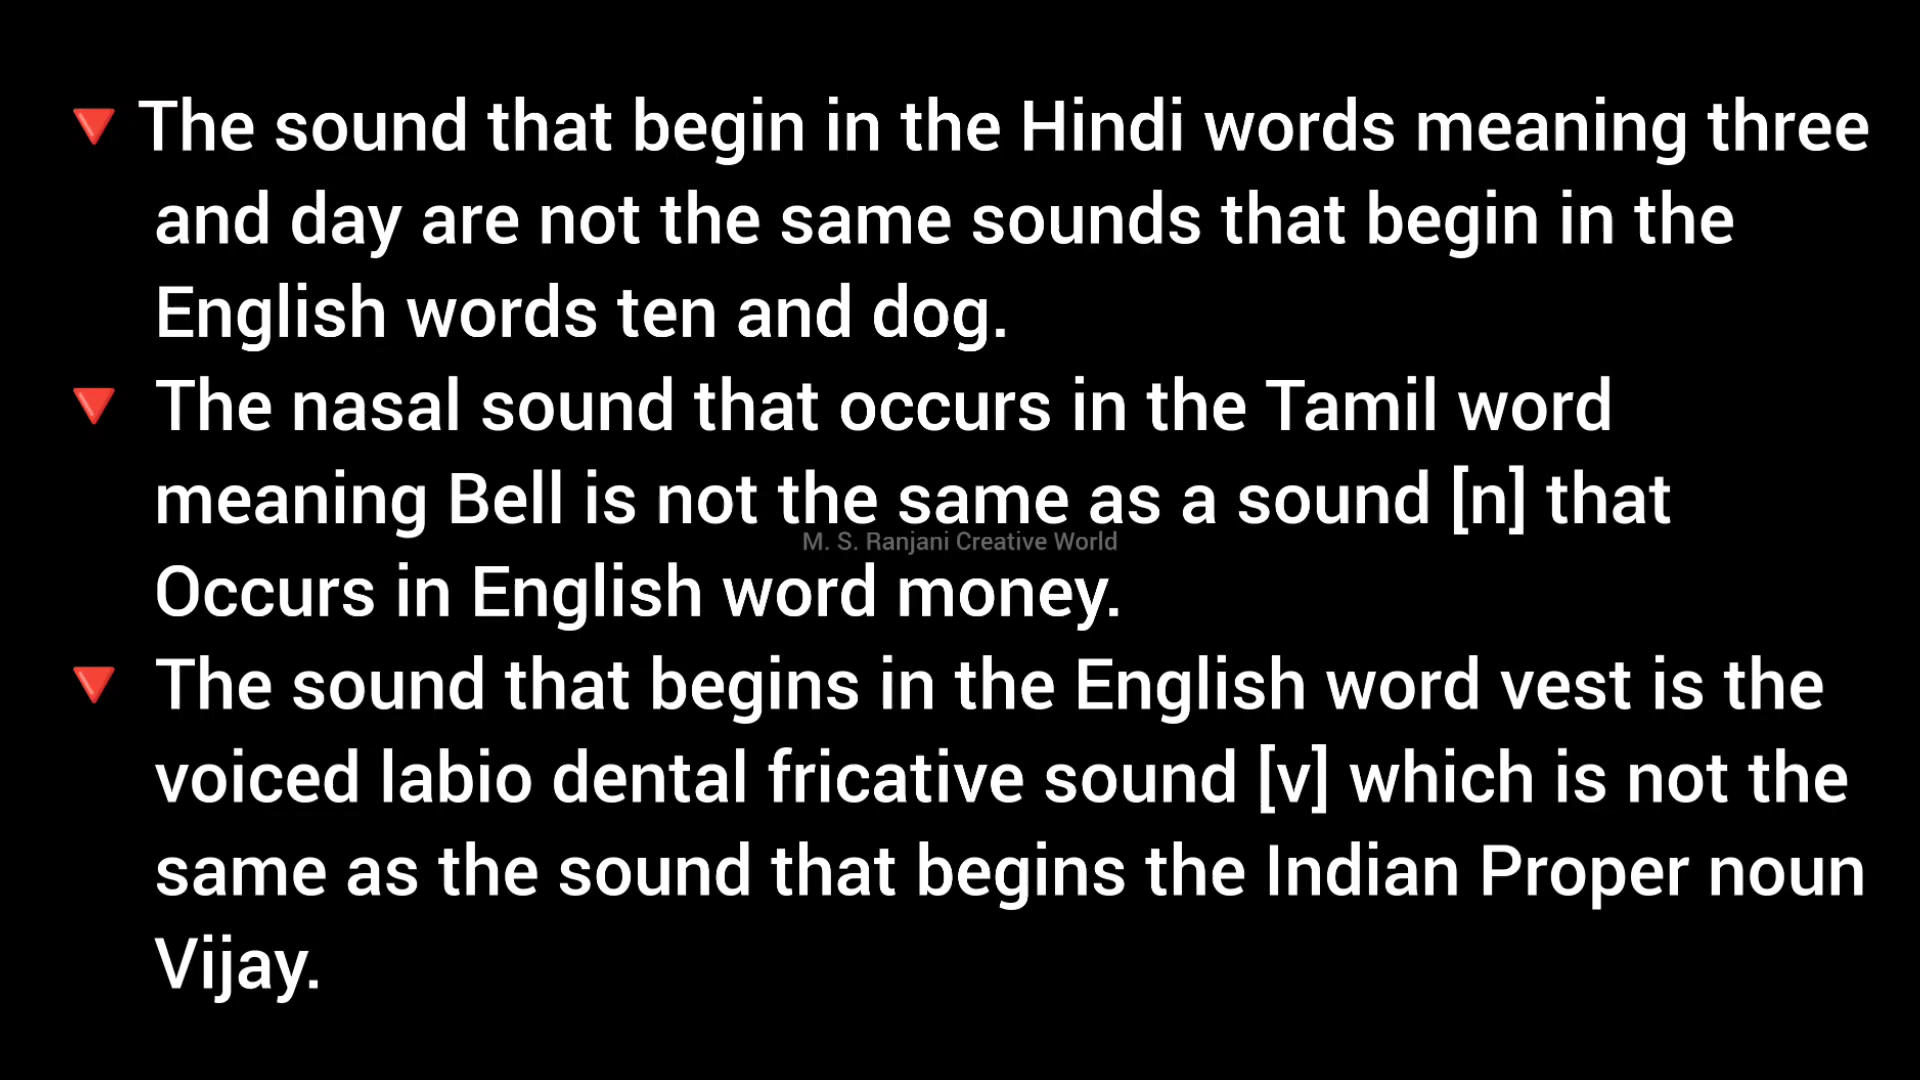 🔻The sound that begin in the Hindi words meaning three
and day are not the same sounds that begin in the
English words ten and dog.
🔻 The nasal sound that occurs in the Tamil word
meaning Bell is not the same as a sound [n] that
M. S. Ranjani Creative World
Occurs in English word money.
🔻 The sound that begins in the English word vest is the
voiced labio dental fricative sound [v] which is not the
same as the sound that begins the Indian Proper noun
Vijay.